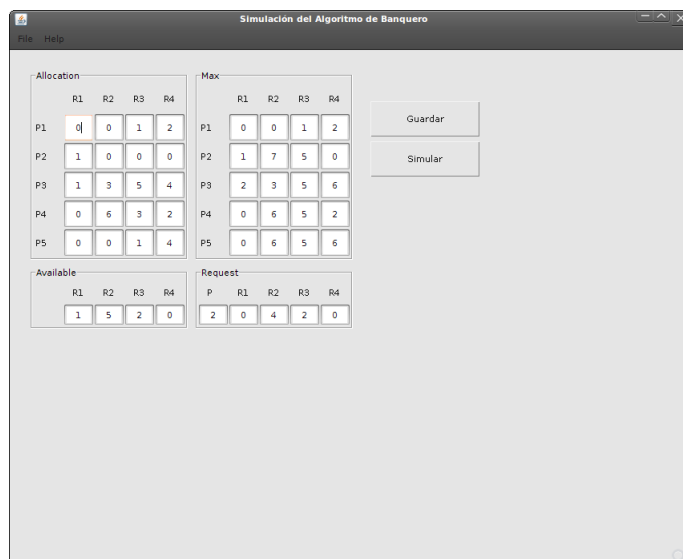 Simulación del Algoritmo de Banquero
File Help
Allocation Max
R1 R2 R3 R4 R1 R2 R3 R4
P1 0 0 1 2 P1 0 0 1 2 Guardar
P2 1 0 0 0 P2 1 7 5 0 Simular
P3 1 3 5 4 P3 2 3 5 6
P4 0 6 3 2 P4 0 6 5 2
P5 0 0 1 4 P5 0 6 5 6
Available Request
R1 R2 R3 R4 P R1 R2 R3 R4
1 5 2 0 2 0 4 2 0